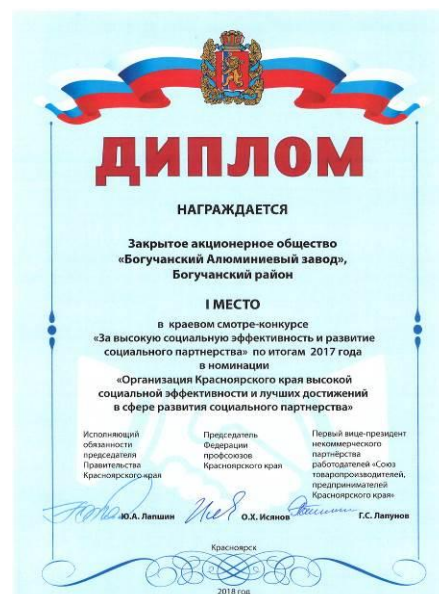 ДИПЛОМ
НАГРАЖДАЕТСЯ
Закрытое акционерное общество
«Богучанский Алюминиевый завод»,
Богучанский район
I МЕСТО
в краевом смотре-конкурсе
«За высокую социальную эффективность и развитие
социального партнерства» по итогам 2017 года
в номинации
«Организация Красноярского края высокой
социальной эффективности и лучших достижений
в сфере развития социального партнерства»
Исполняющий
обязанности
председателя
Правительства
Красноярского края
Ю.А. Лапшин
Председатель
Федерации
профсоюзов
Красноярского края
О.Х. Исянов
Первый вице-президент
некоммерческого
партнёрства
работодателей «Союз
товаропроизводителей,
предпринимателей
Красноярского края»
Г.С. Лапунов
Красноярск
2018 год